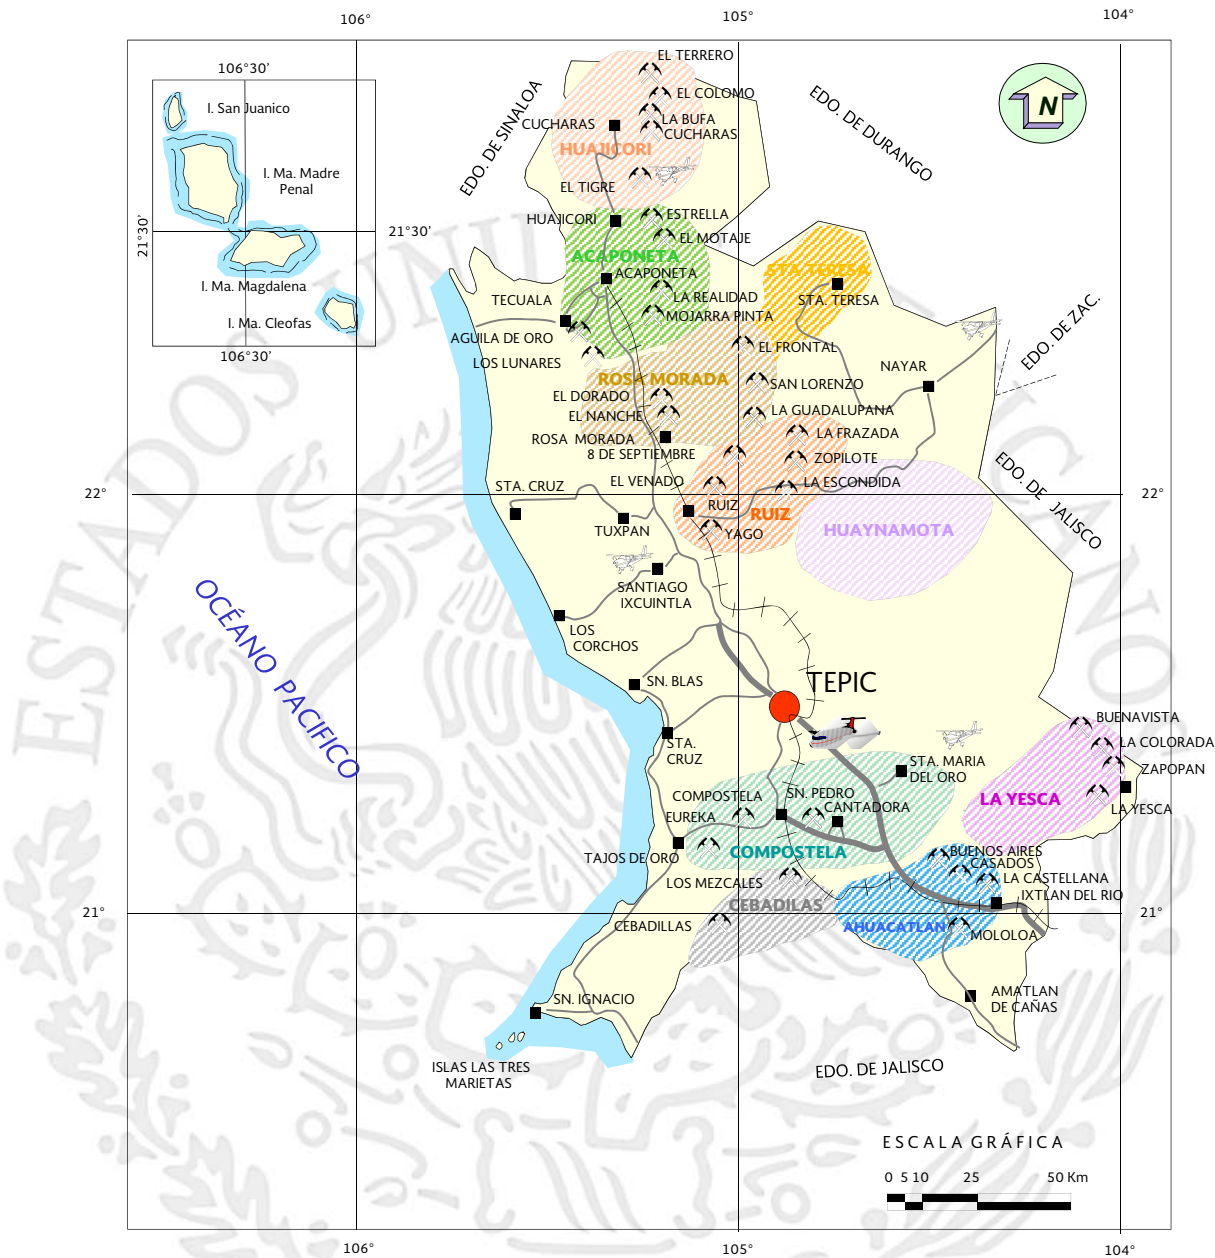 106°
105°
104°
106°30'
I. San Juanico
I. Ma. Madre
Penal
21°30'
21°30'
I. Ma. Magdalena
I. Ma. Cleofas
106°30'
EDO. DE SINALOA
EDO. DE DURANGO
N
EL TERRERO
EL COLOMO
LA BUFA
CUCHARAS
CUCHARAS
HUAJICORI
EL TIGRE
HUAJICORI
ESTRELLA
EL MOTAJE
ACAPONETA
ACAPONETA
STA TERESA
STA. TERESA
TECUALA
LA REALIDAD
MOJARRA PINTA
AGUILA DE ORO
LOS LUNARES
EL FRONTAL
EDO. DE ZAC.
NAYAR
ROSA MORADA
SAN LORENZO
EL DORADO
EL NANCHE
LA GUADALUPANA
ROSA MORADA
8 DE SEPTIEMBRE
LA FRAZADA
ZOPILOTE
EL VENADO
LA ESCONDIDA
EDO. DE JALISCO
22°
22°
STA. CRUZ
RUIZ
RUIZ
TUXPAN
YAGO
HUAYNAMOTA
SANTIAGO
IXCUINTLA
LOS
CORCHOS
OCÉANO PACIFICO
SN. BLAS
TEPIC
STA.
CRUZ
BUENAVISTA
LA COLORADA
ZAPOPAN
LA YESCA
LA YESCA
STA. MARIA
DEL ORO
COMPOSTELA
SN. PEDRO
CANTADORA
EUREKA
TAJOS DE ORO
COMPOSTELA
BUENOS AIRES
CASADOS
LA CASTELLANA
IXTLAN DEL RIO
LOS MEZCALES
CEBADILAS
21°
21°
CEBADILLAS
AHUACATLAN
MOLOLOA
SN. IGNACIO
AMATLAN
DE CAÑAS
ISLAS LAS TRES
MARIETAS
EDO. DE JALISCO
ESCALA GRÁFICA
0 5 10 25 50 Km
106°
105°
104°
ESTADOS UNI
ICANO